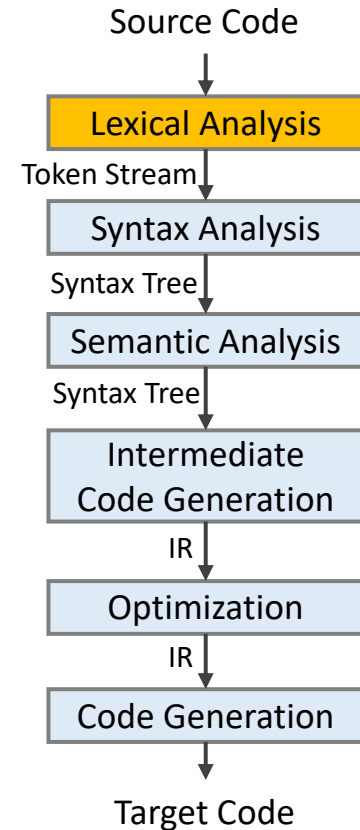 Source Code
Lexical Analysis
Token Stream
Syntax Analysis
Syntax Tree
Semantic Analysis
Syntax Tree
Intermediate
Code Generation
IR
Optimization
IR
Code Generation
Target Code